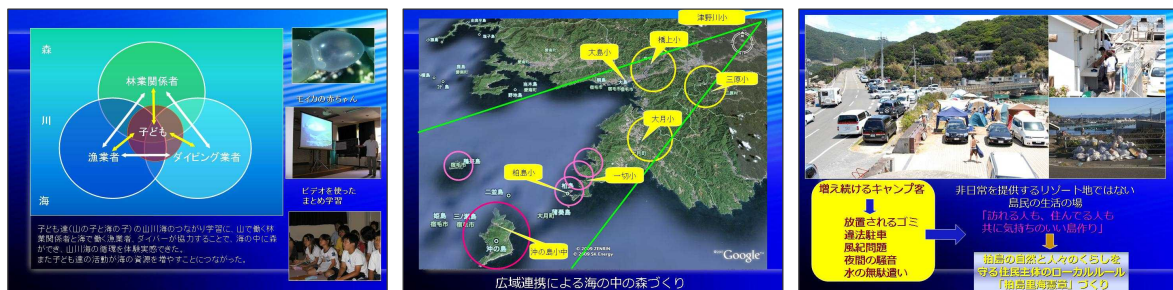 森
川
海
林業関係者
子ども
漁業者
ダイビング業者
モイカの赤ちゃん
ビデオを使った
まとめ学習
子ども達(山の子と海の子)の山川海のつながり学習に、山で働く林
業関係者と海で働く漁業者、ダイバーが協力することで、海の中に森
ができ、山川海の循環を体験実感できた。
また子ども達の活動が海の資源を増やすことにつながった。
津野川小
橋上小
大島小
三原小
大月小
柏島小
一切小
沖の島小中
二並島
柏島
沖の島
大月町
宿毛市
Google
広域連携による海の中の森づくり
増え続けるキャンプ客
放置されるゴミ
違法駐車
風紀問題
夜間の騒音
水の無駄遣い
非日常を提供するリゾート地ではない
島民の生活の場
「訪れる人も、住んでる人も
共に気持ちのいい島作り」
柏島の自然と人々のくらしを
守る住民主体のローカルルール
「柏島里海憲章」づくり